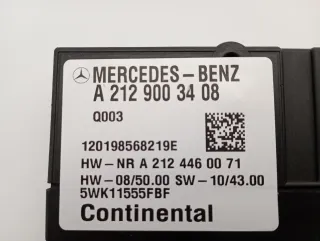 MERCEDES-BENZ
A 212 900 34 08
Q003
120198568219E
HW-NR A 212 446 00 71
HW-08/50.00 SW-10/43.00
5WK11555FBF
Continental